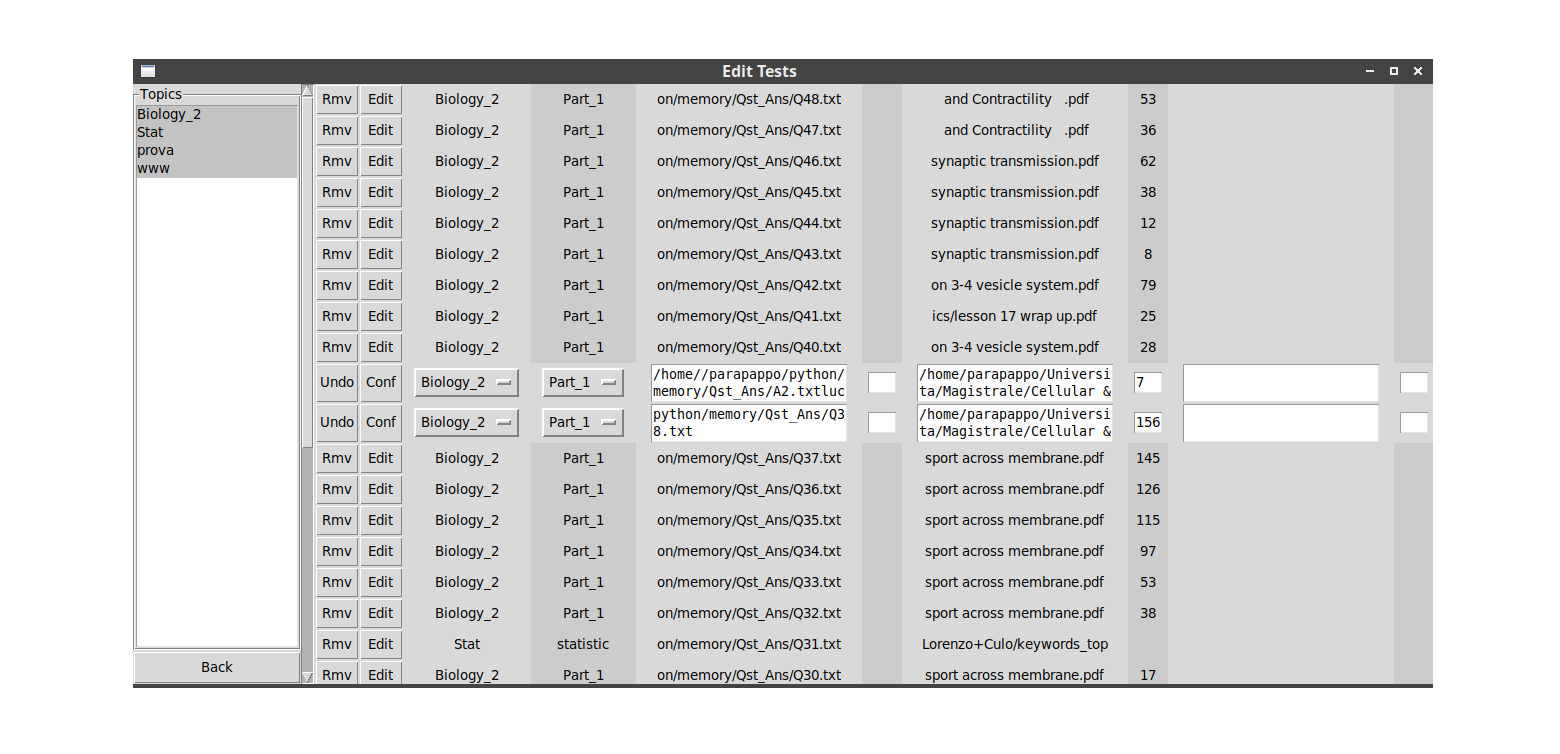 Edit Tests
Topics
Biology_2
Stat
prova
www
Back
Rmv Edit Biology_2 Part_1 on/memory/Qst_Ans/Q48.txt and Contractility .pdf 53
Rmv Edit Biology_2 Part_1 on/memory/Qst_Ans/Q47.txt and Contractility .pdf 36
Rmv Edit Biology_2 Part_1 on/memory/Qst_Ans/Q46.txt synaptic transmission.pdf 62
Rmv Edit Biology_2 Part_1 on/memory/Qst_Ans/Q45.txt synaptic transmission.pdf 38
Rmv Edit Biology_2 Part_1 on/memory/Qst_Ans/Q44.txt synaptic transmission.pdf 12
Rmv Edit Biology_2 Part_1 on/memory/Qst_Ans/Q43.txt synaptic transmission.pdf 8
Rmv Edit Biology_2 Part_1 on/memory/Qst_Ans/Q42.txt on 3-4 vesicle system.pdf 79
Rmv Edit Biology_2 Part_1 on/memory/Qst_Ans/Q41.txt ics/lesson 17 wrap up.pdf 25
Rmv Edit Biology_2 Part_1 on/memory/Qst_Ans/Q40.txt on 3-4 vesicle system.pdf 28
Undo Conf Biology_2 Part_1 /home//parapappo/python/ /home/parapappo/Universi 7
memory/Qst_Ans/A2.txtluc ta/Magistrale/Cellular &
Undo Conf Biology_2 Part_1 python/memory/Qst_Ans/Q3 /home/parapappo/Universi 156
8.txt ta/Magistrale/Cellular &
Rmv Edit Biology_2 Part_1 on/memory/Qst_Ans/Q37.txt sport across membrane.pdf 145
Rmv Edit Biology_2 Part_1 on/memory/Qst_Ans/Q36.txt sport across membrane.pdf 126
Rmv Edit Biology_2 Part_1 on/memory/Qst_Ans/Q35.txt sport across membrane.pdf 115
Rmv Edit Biology_2 Part_1 on/memory/Qst_Ans/Q34.txt sport across membrane.pdf 97
Rmv Edit Biology_2 Part_1 on/memory/Qst_Ans/Q33.txt sport across membrane.pdf 53
Rmv Edit Biology_2 Part_1 on/memory/Qst_Ans/Q32.txt sport across membrane.pdf 38
Rmv Edit Stat statistic on/memory/Qst_Ans/Q31.txt Lorenzo+Culo/keywords_top
Rmv Edit Biology_2 Part_1 on/memory/Qst_Ans/Q30.txt sport across membrane.pdf 17